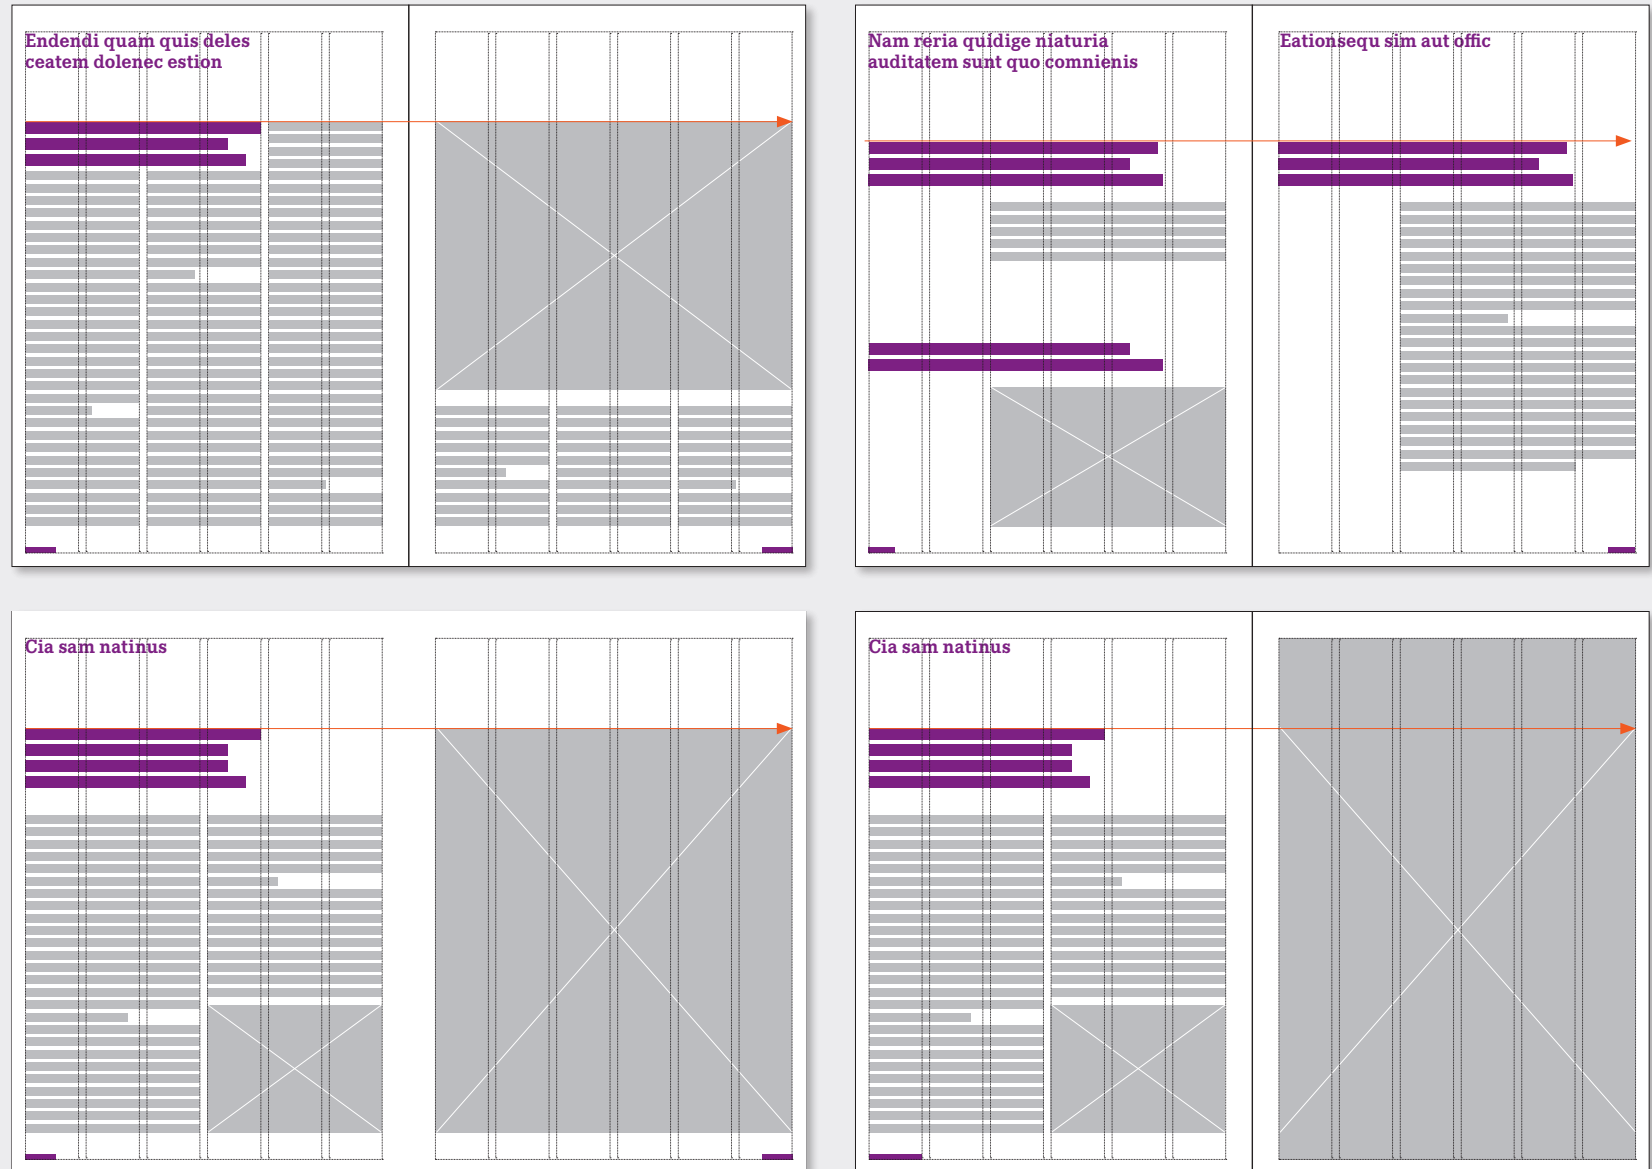 Endendi quam quis deles
ceatem dolenec estion
Nam reria quidige niaturia
auditatem sunt quo comnienis
Eationsequ sim aut offic
Cia sam natinus
Cia sam natinus